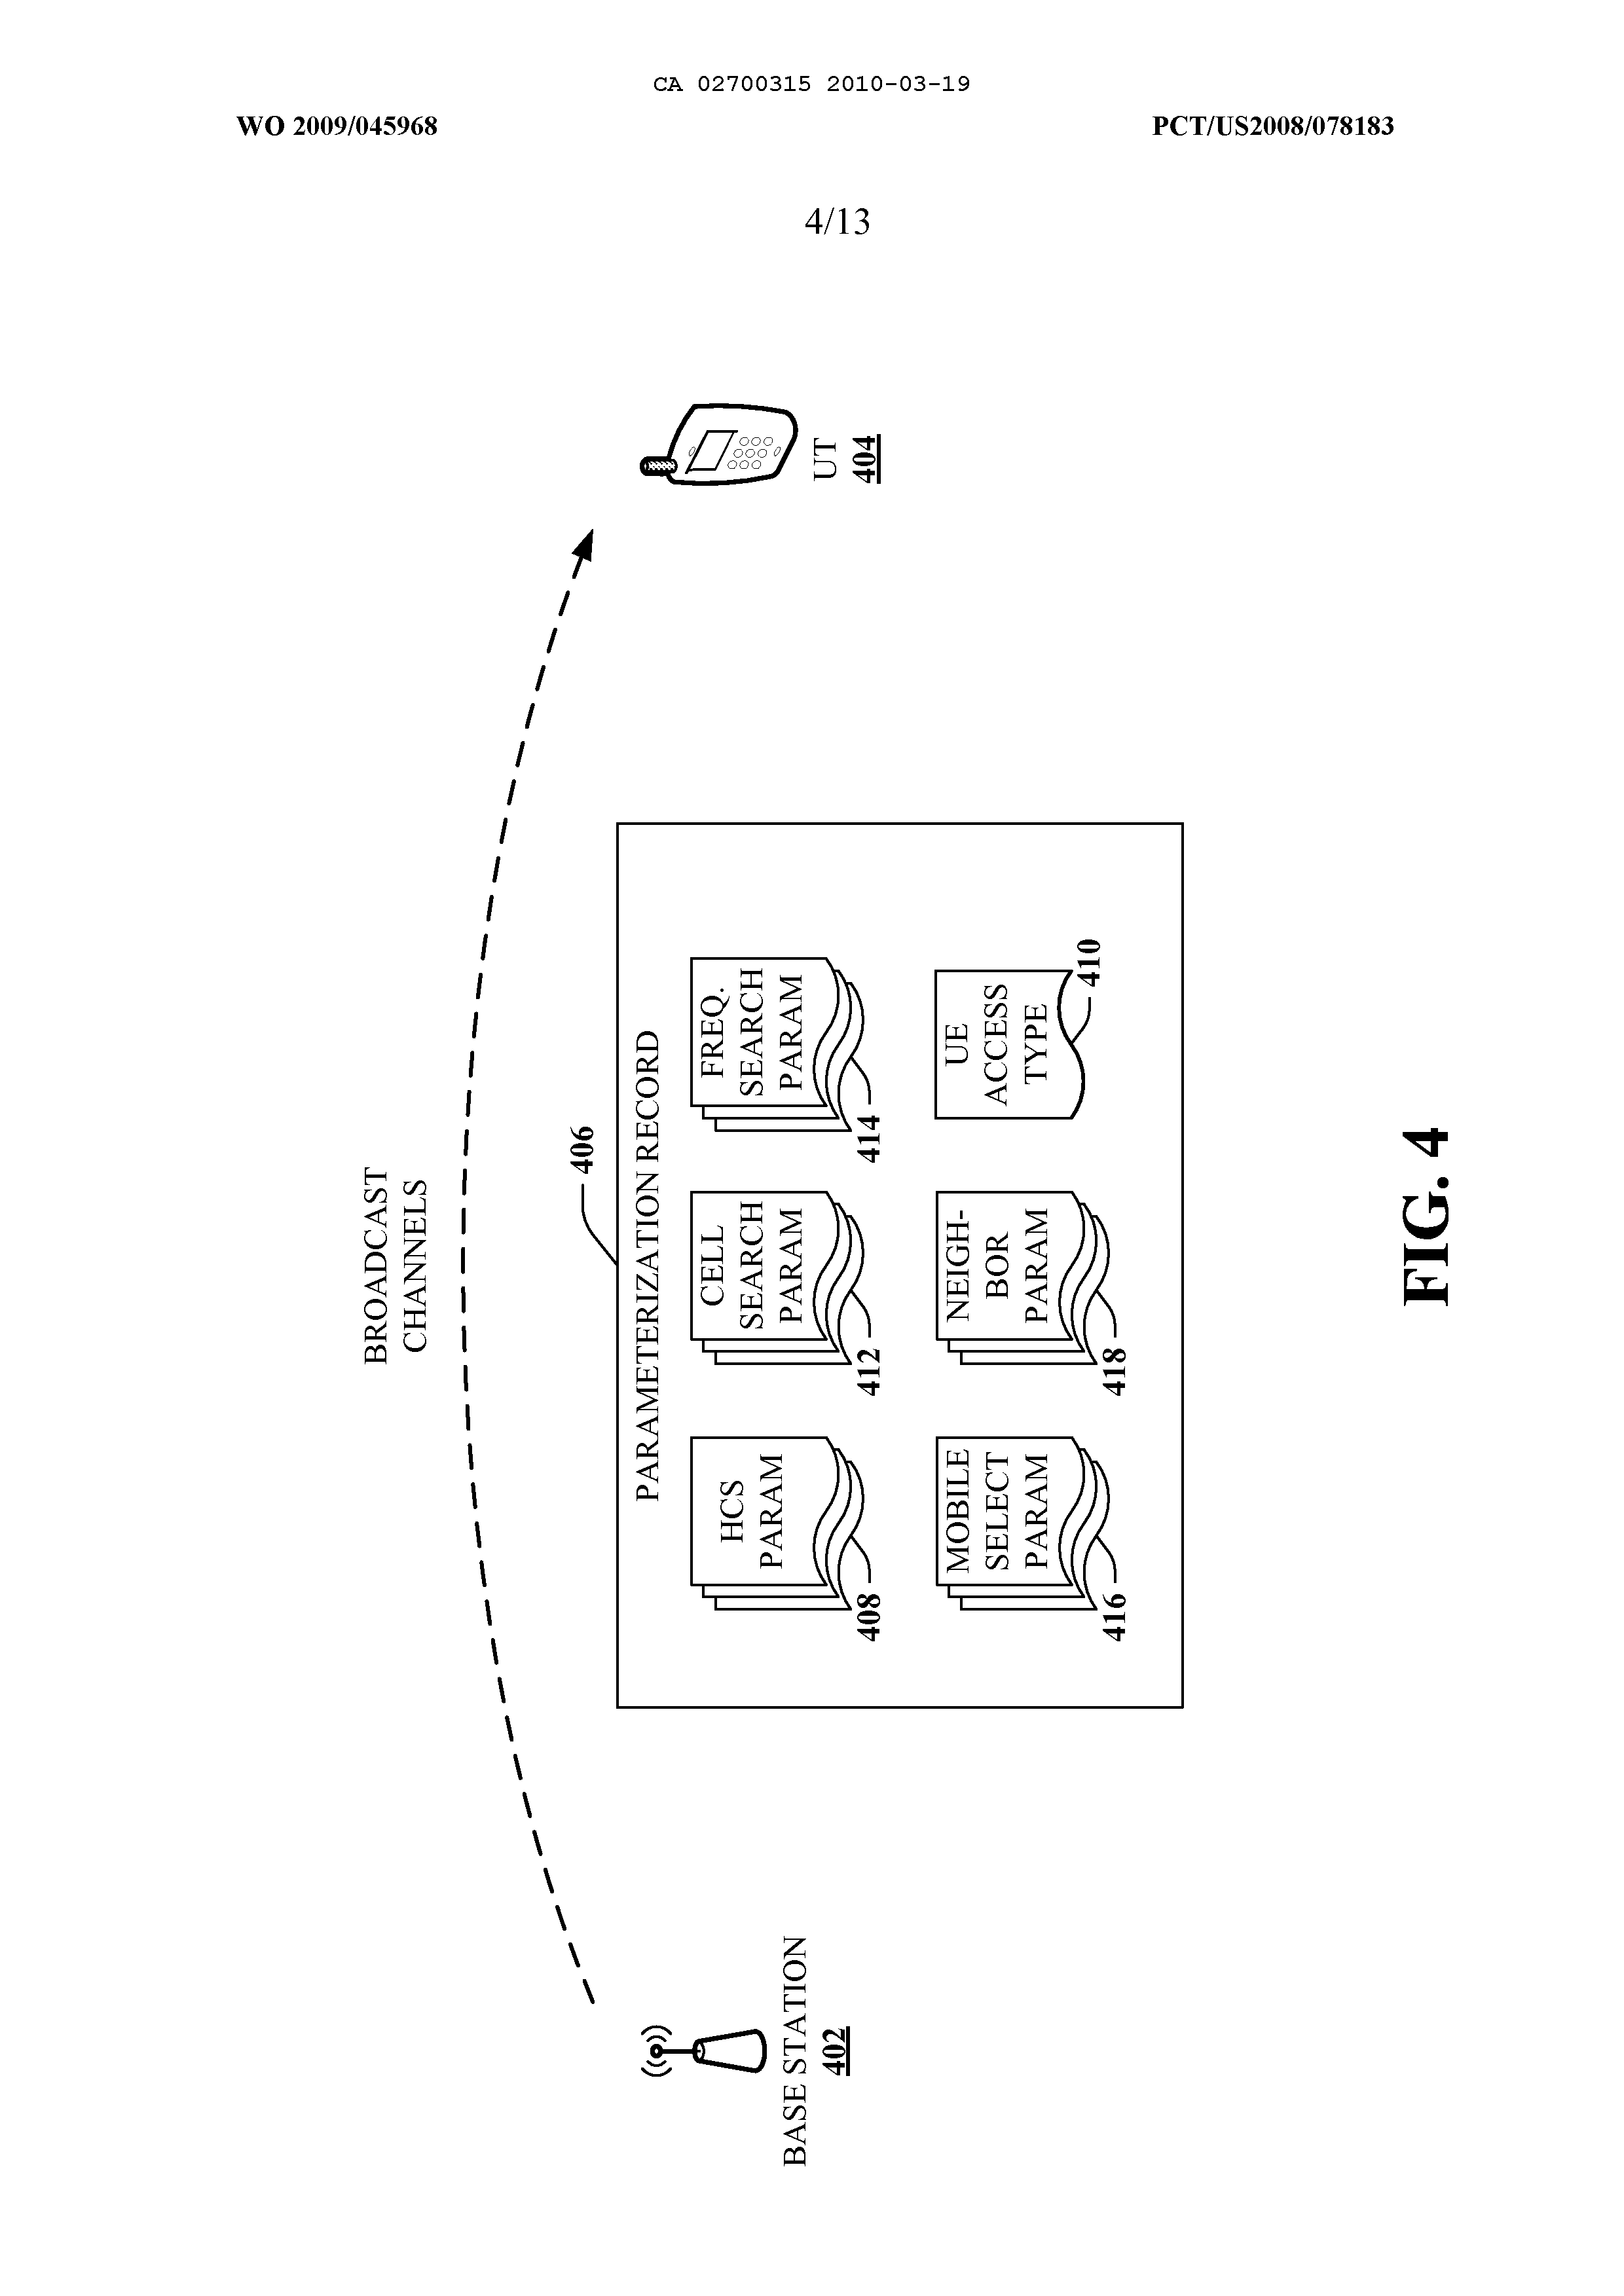 CA 02700315 2010-03-19
WO 2009/045968
PCT/US2008/078183
4/13
BROADCAST
CHANNELS
406
PARAMETERIZATION RECORD
HCS
PARAM
408
CELL
SEARCH
PARAM
412
FREQ.
SEARCH
PARAM
414
MOBILE
SELECT
PARAM
416
NEIGH-
BOR
PARAM
418
UE
ACCESS
TYPE
410
BASE STATION
402
UT
404
FIG. 4